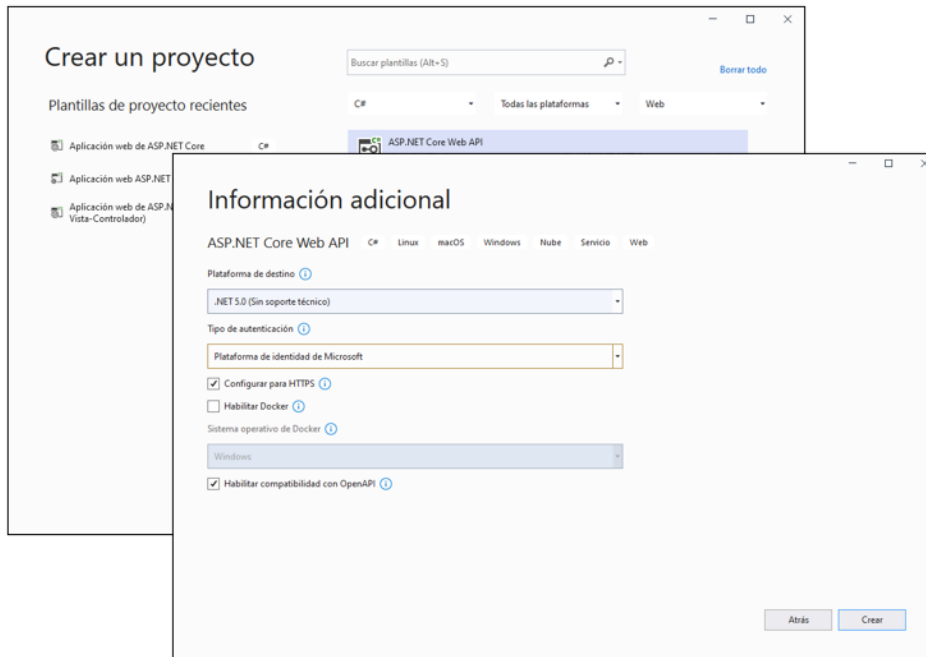 Crear un proyecto
Buscar plantillas (Alt+S)
Borrar todo
Plantillas de proyecto recientes
C#
Todas las plataformas
Web
Aplicación web de ASP.NET Core
C#
ASP.NET Core Web API
Aplicación web ASP.NET
Aplicación web de ASP.N
Vista-Controlador)
Información adicional
ASP.NET Core Web API
C#
Linux
macOS
Windows
Nube
Servicio
Web
Plataforma de destino
.NET 5.0 (Sin soporte técnico)
Tipo de autenticación
Plataforma de identidad de Microsoft
Configurar para HTTPS
Habilitar Docker
Sistema operativo de Docker
Windows
Habilitar compatibilidad con OpenAPI
Atrás
Crear